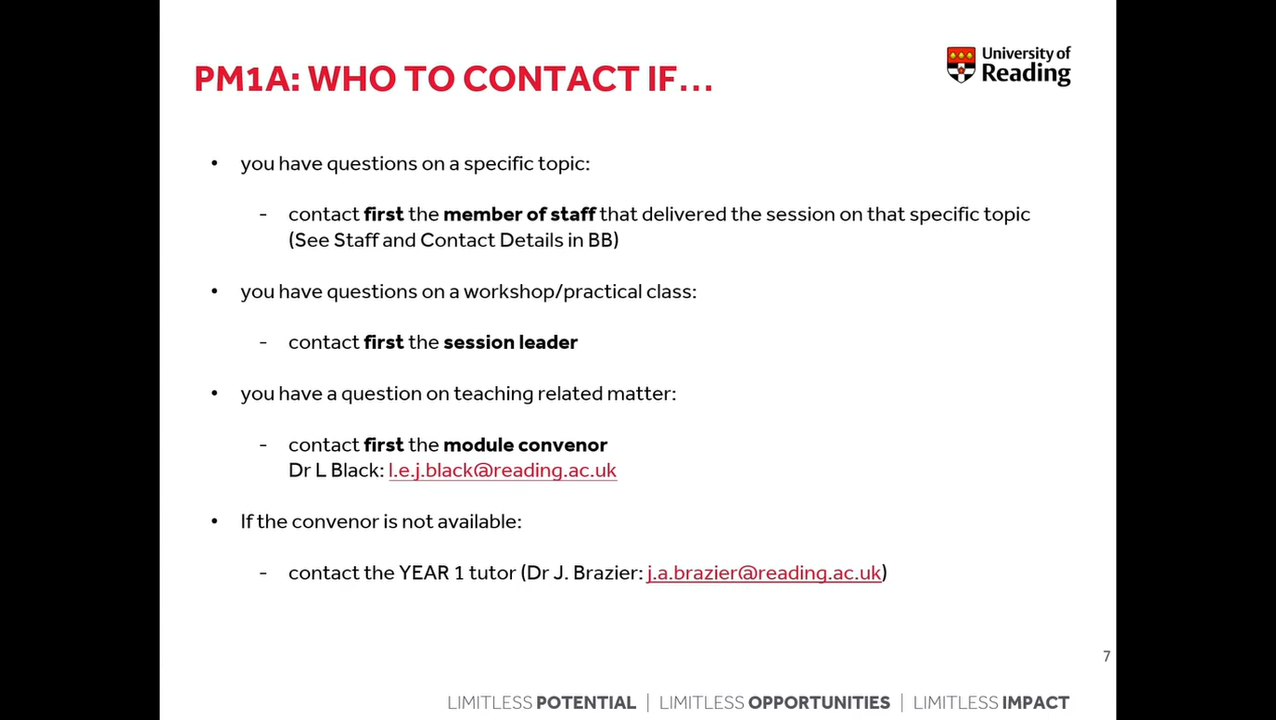 PM1A: WHO TO CONTACT IF...
University of
Reading
• you have questions on a specific topic:
- contact first the member of staff that delivered the session on that specific topic
(See Staff and Contact Details in BB)
• you have questions on a workshop/practical class:
- contact first the session leader
• you have a question on teaching related matter:
- contact first the module convenor
Dr L Black: l.e.j.black@reading.ac.uk
• If the convenor is not available:
- contact the YEAR 1 tutor (Dr J. Brazier: j.a.brazier@reading.ac.uk)
7
LIMITLESS POTENTIAL | LIMITLESS OPPORTUNITIES | LIMITLESS IMPACT